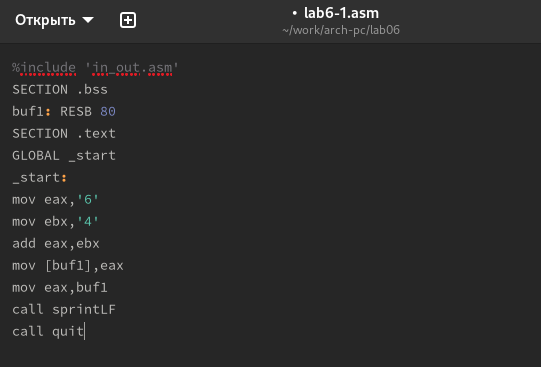 Открыть
• lab6-1.asm
~/work/arch-pc/lab06
%include 'in_out.asm'
SECTION .bss
buf1: RESB 80
SECTION .text
GLOBAL _start
_start:
mov eax,'6'
mov ebx,'4'
add eax,ebx
mov [buf1],eax
mov eax,buf1
call sprintLF
call quit